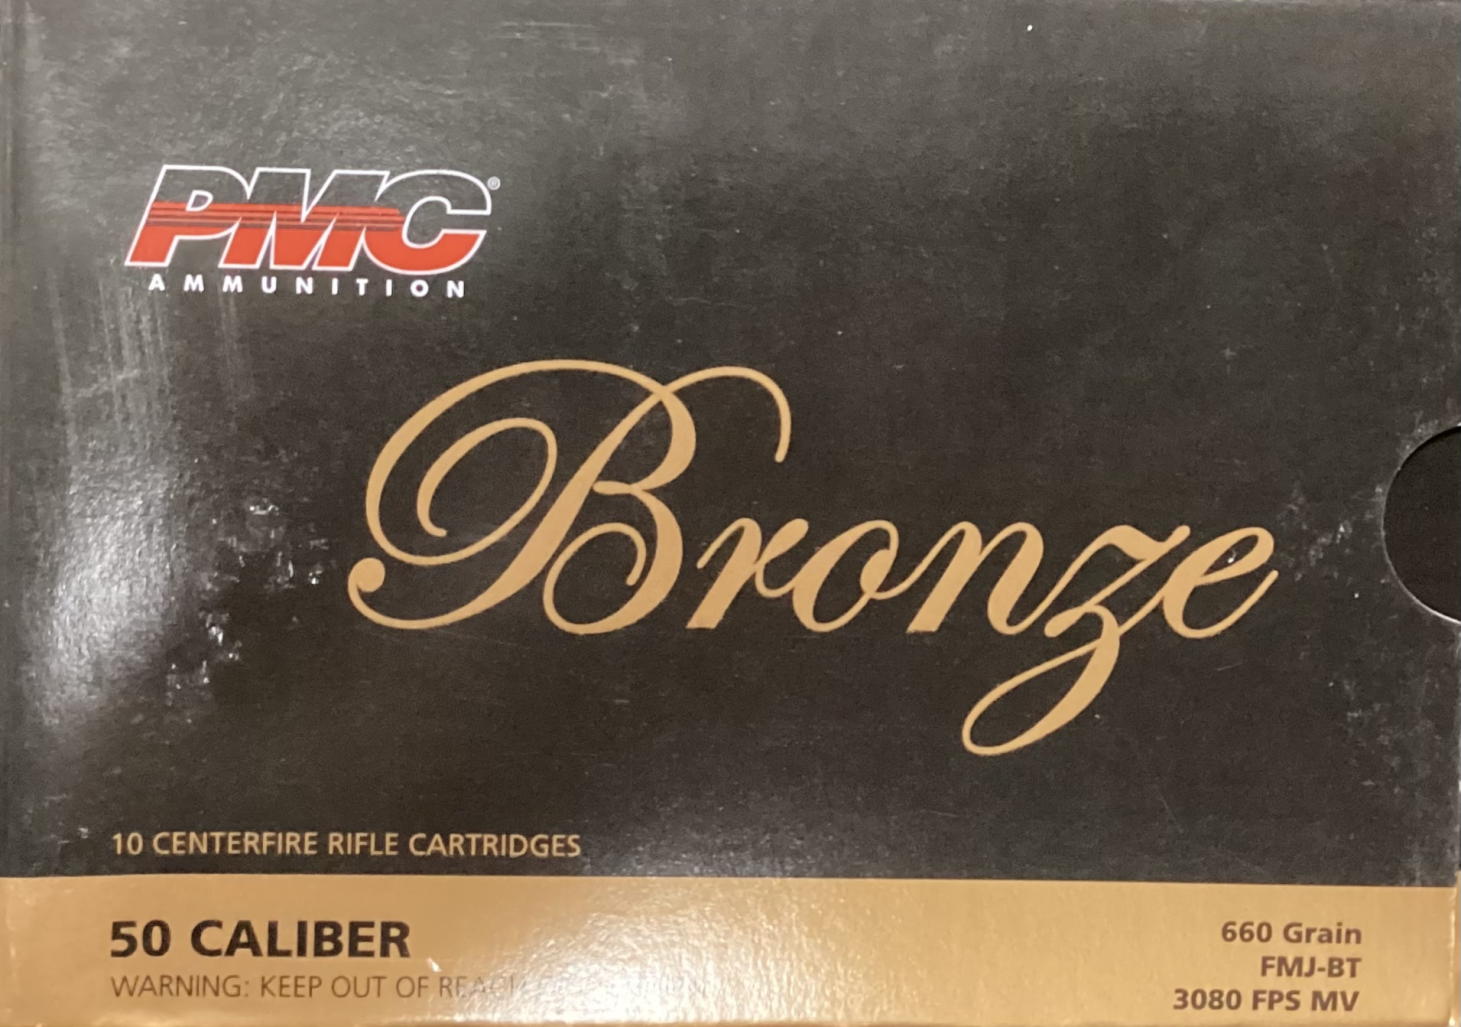 PMC®
AMMUNITION
Bronze
10 CENTERFIRE RIFLE CARTRIDGES
50 CALIBER
WARNING: KEEP OUT OF REACH
660 Grain
FMJ-BT
3080 FPS MV